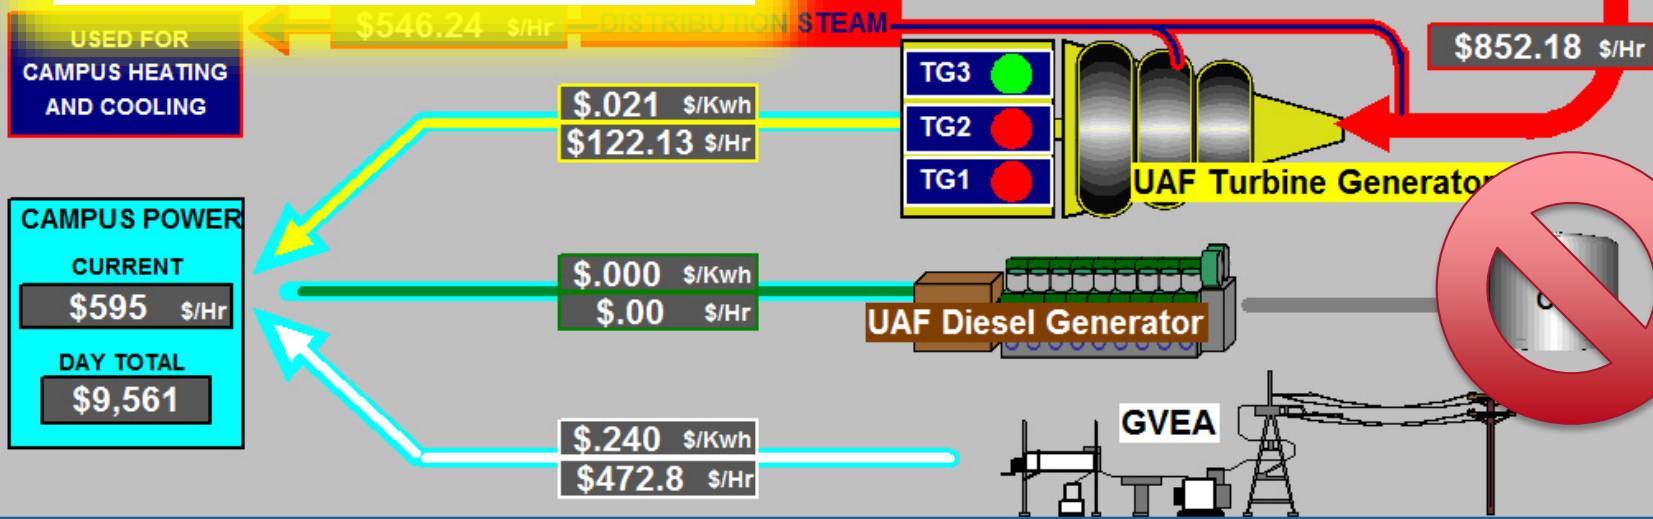 $546.24 $/Hr
DISTRIBUTION STEAM
USED FOR
CAMPUS HEATING
AND COOLING
$852.18 $/Hr
TG3
TG2
TG1
$.021 $/Kwh
$122.13 $/Hr
UAF Turbine Generator
CAMPUS POWER
CURRENT
$595 $/Hr
DAY TOTAL
$9,561
$.000 $/Kwh
$.00 $/Hr
UAF Diesel Generator
GVEA
$.240 $/Kwh
$472.8 $/Hr